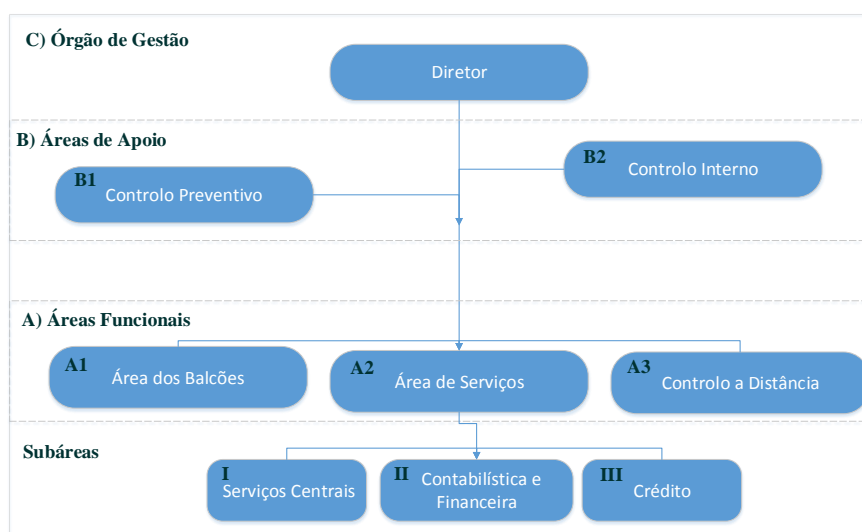 C) Órgão de Gestão
Diretor
B) Áreas de Apoio
B1
Controlo Preventivo
B2
Controlo Interno
A) Áreas Funcionais
A1
Área dos Balcões
A2
Área de Serviços
A3
Controlo a Distância
Subáreas
I
Serviços Centrais
II
Contabilística e
Financeira
III
Crédito